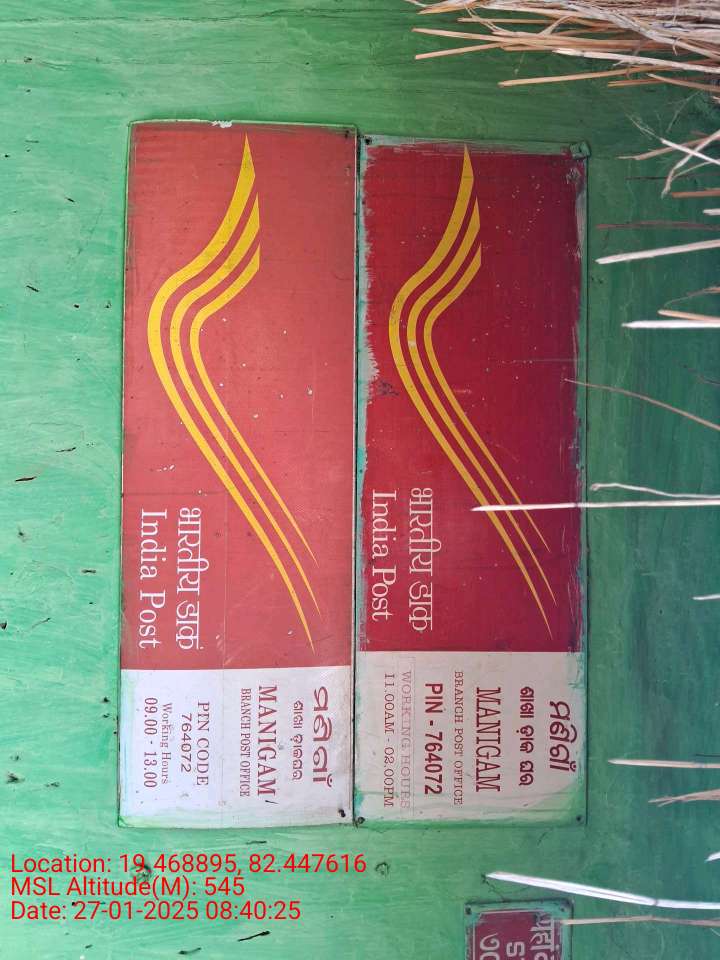 भारतीय डाक
India Post
ମଣିଗାଁ
ଶାଖା ଡ଼ାକ ଘର
MANIGAM
BRANCH POST OFFICE
PIN - 764072
WORKING HOURS
11.00AM - 02.00PM
भारतीय डाक
India Post
ମଣିଗାଁ
ଶାଖା ଡ଼ାକଘର
MANIGAM
BRANCH POST OFFICE
PIN CODE
764072
Working Hours
09.00 - 13.00
Location: 19.468895, 82.447616
MSL Altitude(M): 545
Date: 27-01-2025 08:40:25